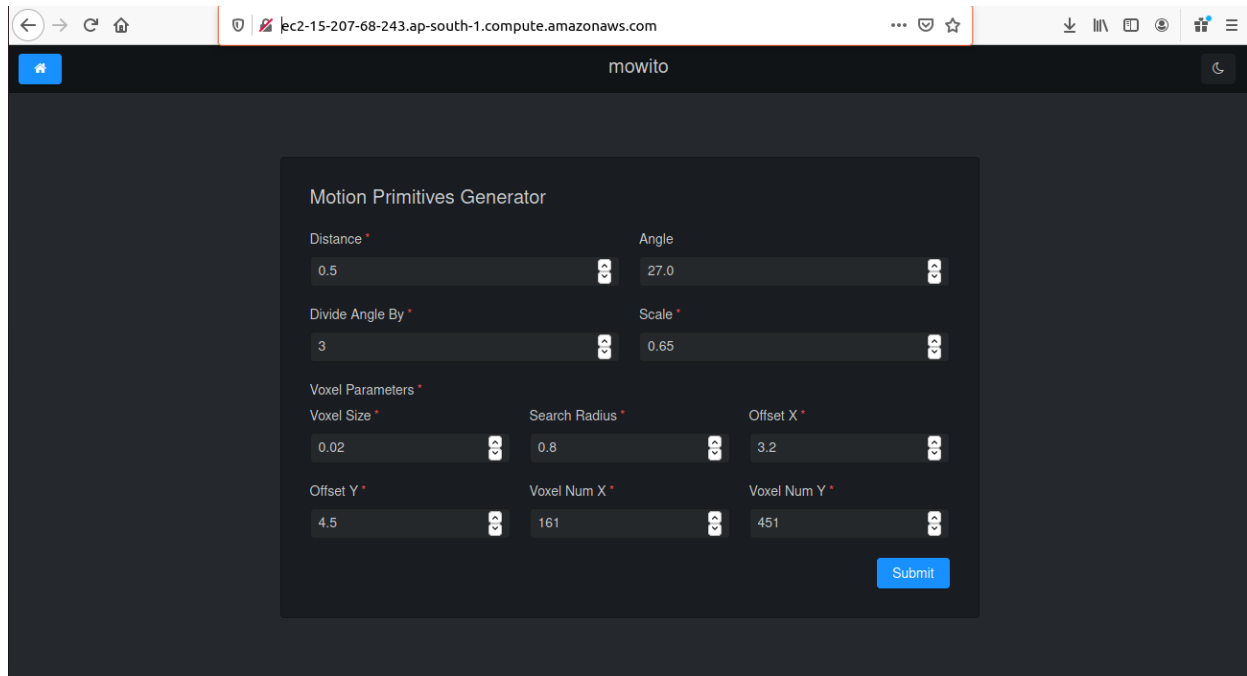 ec2-15-207-68-243.ap-south-1.compute.amazonaws.com
mowito
Motion Primitives Generator
Distance * Angle
0.5 27.0
Divide Angle By * Scale *
3 0.65
Voxel Parameters *
Voxel Size * Search Radius * Offset X *
0.02 0.8 3.2
Offset Y * Voxel Num X * Voxel Num Y *
4.5 161 451
Submit